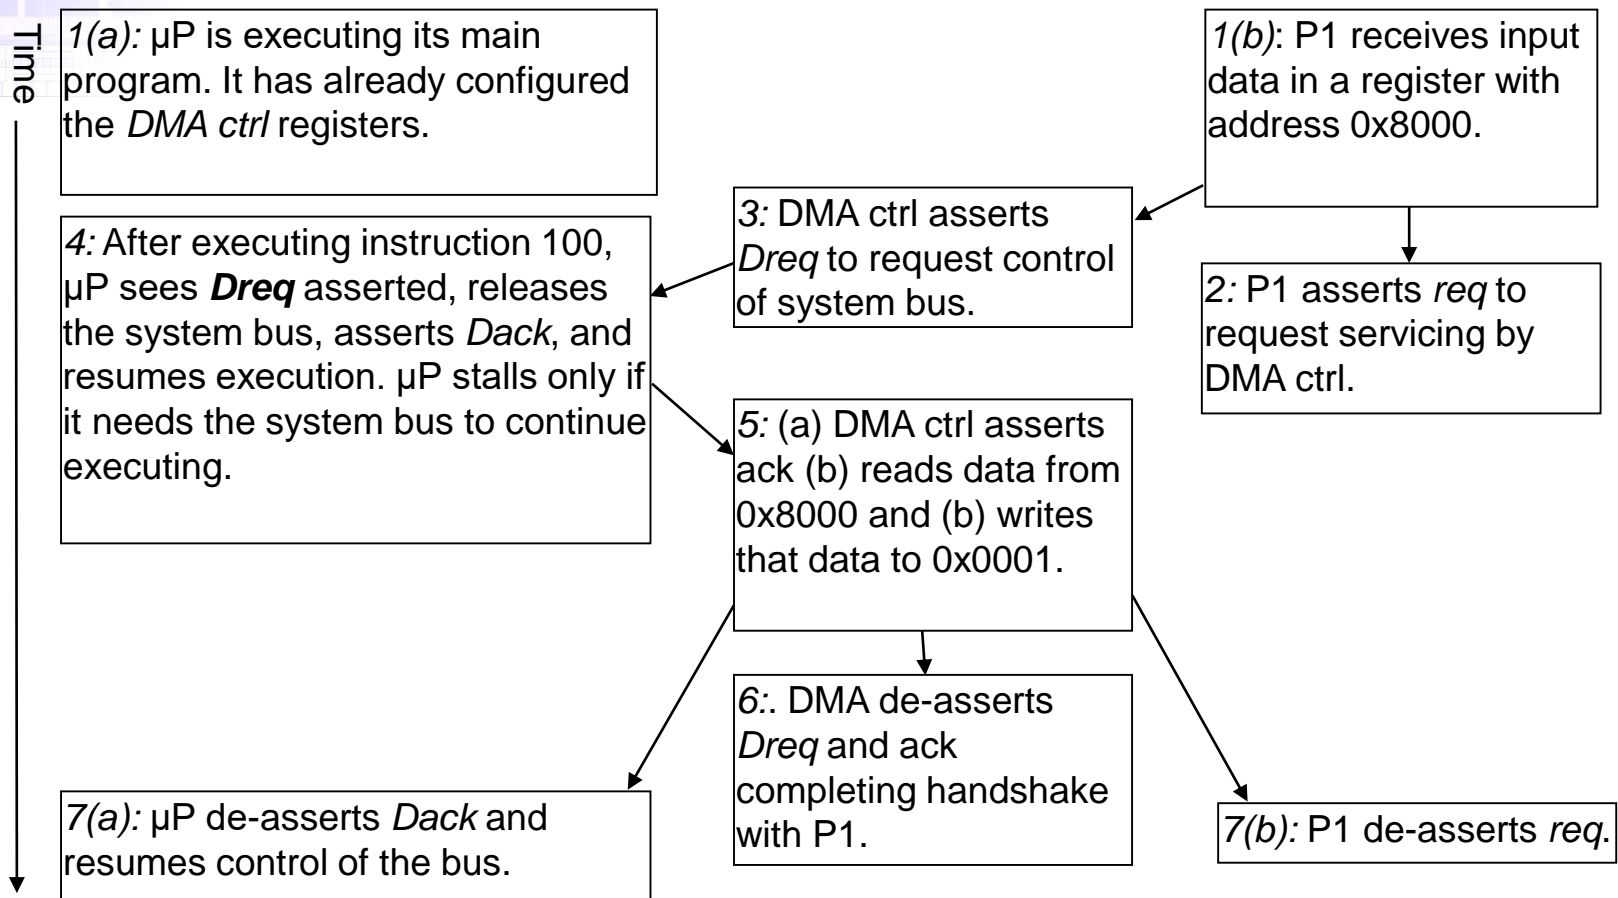 Time
1(a): µP is executing its main
program. It has already configured
the DMA ctrl registers.
1(b): P1 receives input
data in a register with
address 0x8000.
2: P1 asserts req to
request servicing by
DMA ctrl.
3: DMA ctrl asserts
Dreq to request control
of system bus.
4: After executing instruction 100,
µP sees Dreq asserted, releases
the system bus, asserts Dack, and
resumes execution. µP stalls only if
it needs the system bus to continue
executing.
5: (a) DMA ctrl asserts
ack (b) reads data from
0x8000 and (b) writes
that data to 0x0001.
6:. DMA de-asserts
Dreq and ack
completing handshake
with P1.
7(a): µP de-asserts Dack and
resumes control of the bus.
7(b): P1 de-asserts req.